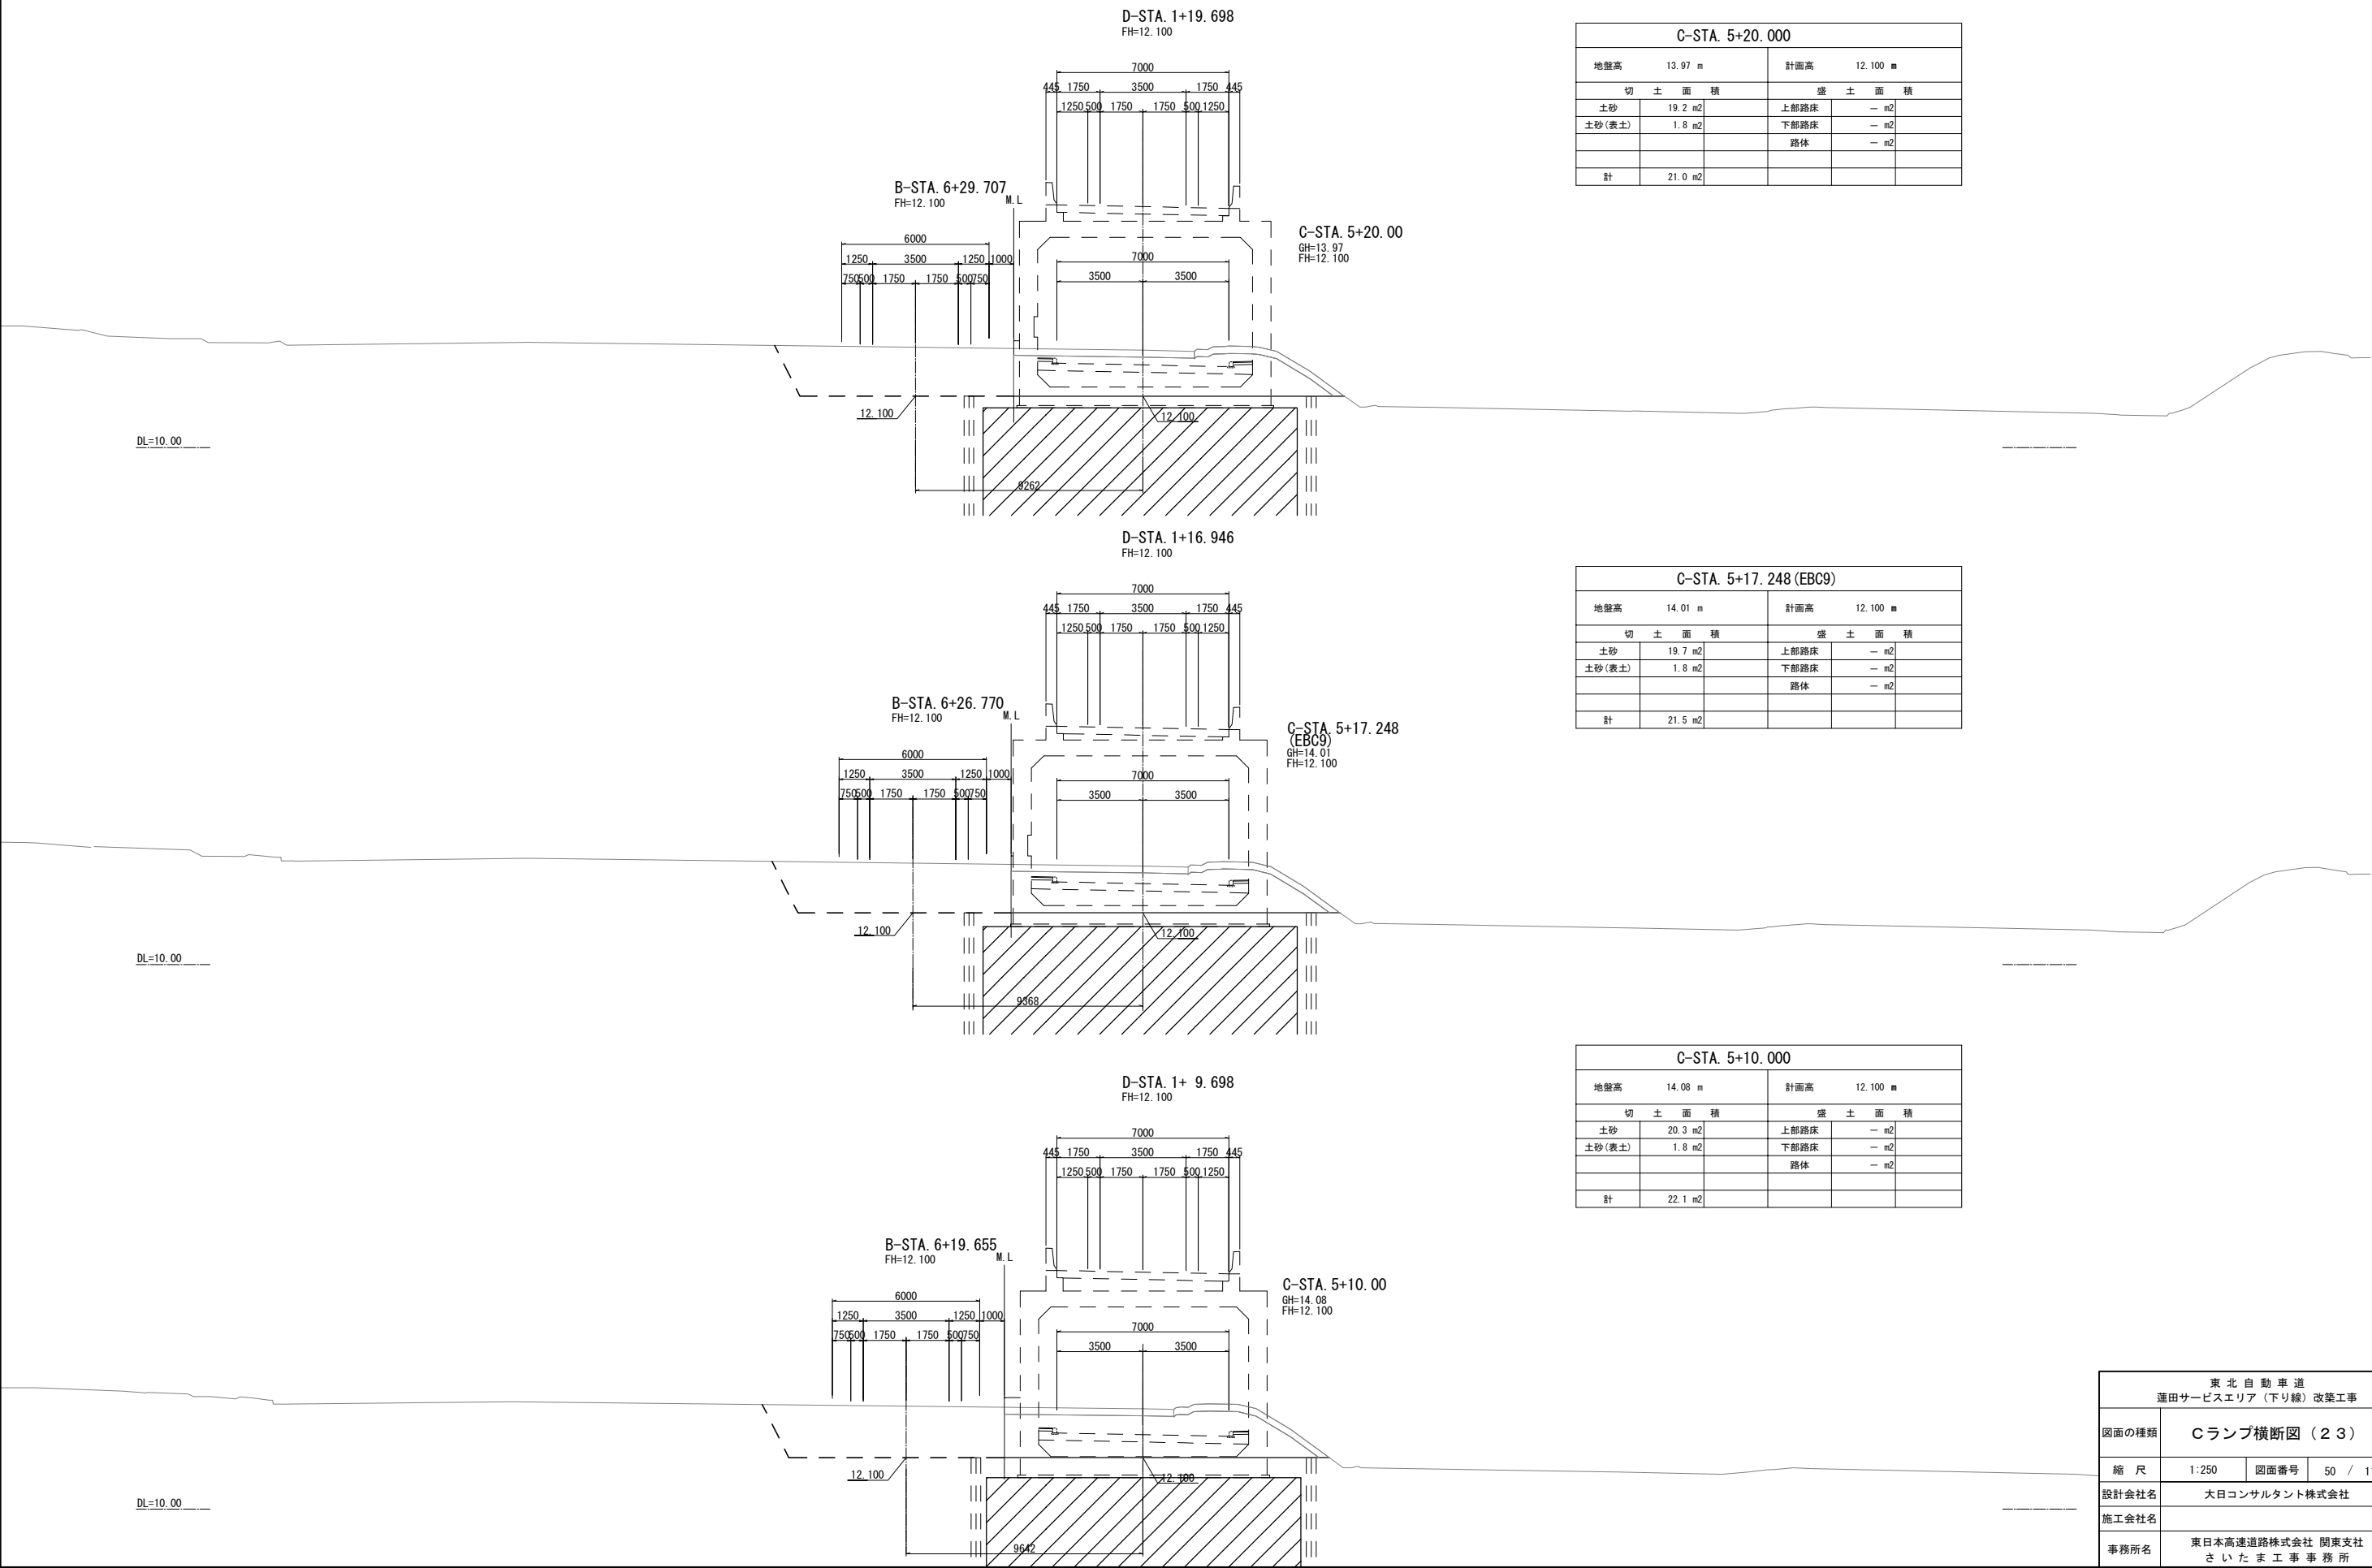 D-STA. 1+19. 698
FH=12. 100
7000
445 1750 3500 1750 445
1250 500 1750 1750 500 1250
B-STA. 6+29. 707
FH=12. 100
M. L
6000
1250 3500 1250 1000
750 500 1750 1750 500 750
C-STA. 5+20. 00
GH=13. 97
FH=12. 100
7000
3500 3500
12. 100
12. 100
DL=10. 00
9262
C-STA. 5+20. 000
地盤高 13. 97 m 計画高 12. 100 m
切 土 面 積 盛 土 面 積
土砂 19. 2 m2 上部路床 — m2
土砂(表土) 1. 8 m2 下部路床 — m2
路体 — m2
計 21. 0 m2
D-STA. 1+16. 946
FH=12. 100
7000
445 1750 3500 1750 445
1250 500 1750 1750 500 1250
B-STA. 6+26. 770
FH=12. 100
M. L
6000
1250 3500 1250 1000
750 500 1750 1750 500 750
C-STA. 5+17. 248
(EBC9)
GH=14. 01
FH=12. 100
7000
3500 3500
12. 100
12. 100
DL=10. 00
9368
C-STA. 5+17. 248(EBC9)
地盤高 14. 01 m 計画高 12. 100 m
切 土 面 積 盛 土 面 積
土砂 19. 7 m2 上部路床 — m2
土砂(表土) 1. 8 m2 下部路床 — m2
路体 — m2
計 21. 5 m2
D-STA. 1+ 9. 698
FH=12. 100
7000
445 1750 3500 1750 445
1250 500 1750 1750 500 1250
B-STA. 6+19. 655
FH=12. 100
M. L
6000
1250 3500 1250 1000
750 500 1750 1750 500 750
C-STA. 5+10. 00
GH=14. 08
FH=12. 100
7000
3500 3500
12. 100
12. 100
DL=10. 00
9642
C-STA. 5+10. 000
地盤高 14. 08 m 計画高 12. 100 m
切 土 面 積 盛 土 面 積
土砂 20. 3 m2 上部路床 — m2
土砂(表土) 1. 8 m2 下部路床 — m2
路体 — m2
計 22. 1 m2
東 北 自 動 車 道
蓮田サービスエリア（下り線）改築工事
図面の種類 Cランプ横断図（２３）
縮 尺 1:250 図面番号 50 /
設計会社名 大日コンサルタント株式会社
施工会社名
事務所名 東日本高速道路株式会社 関東支社
さ い た ま 工 事 事 務 所